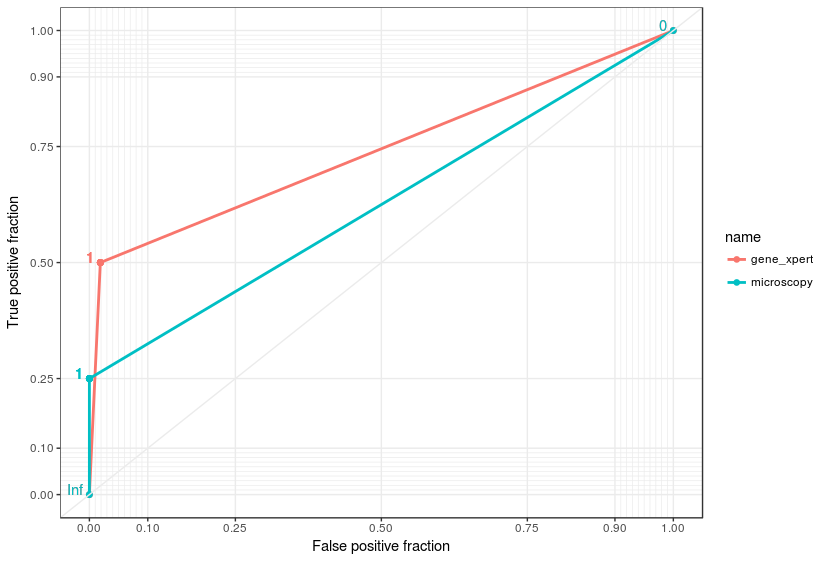 1.00
0.90
0.75
0.50
0.25
0.10
0.00
True positive fraction
0
1
1
Inf
0.00 0.10 0.25 0.50 0.75 0.90 1.00
False positive fraction
name
gene_xpert
microscopy